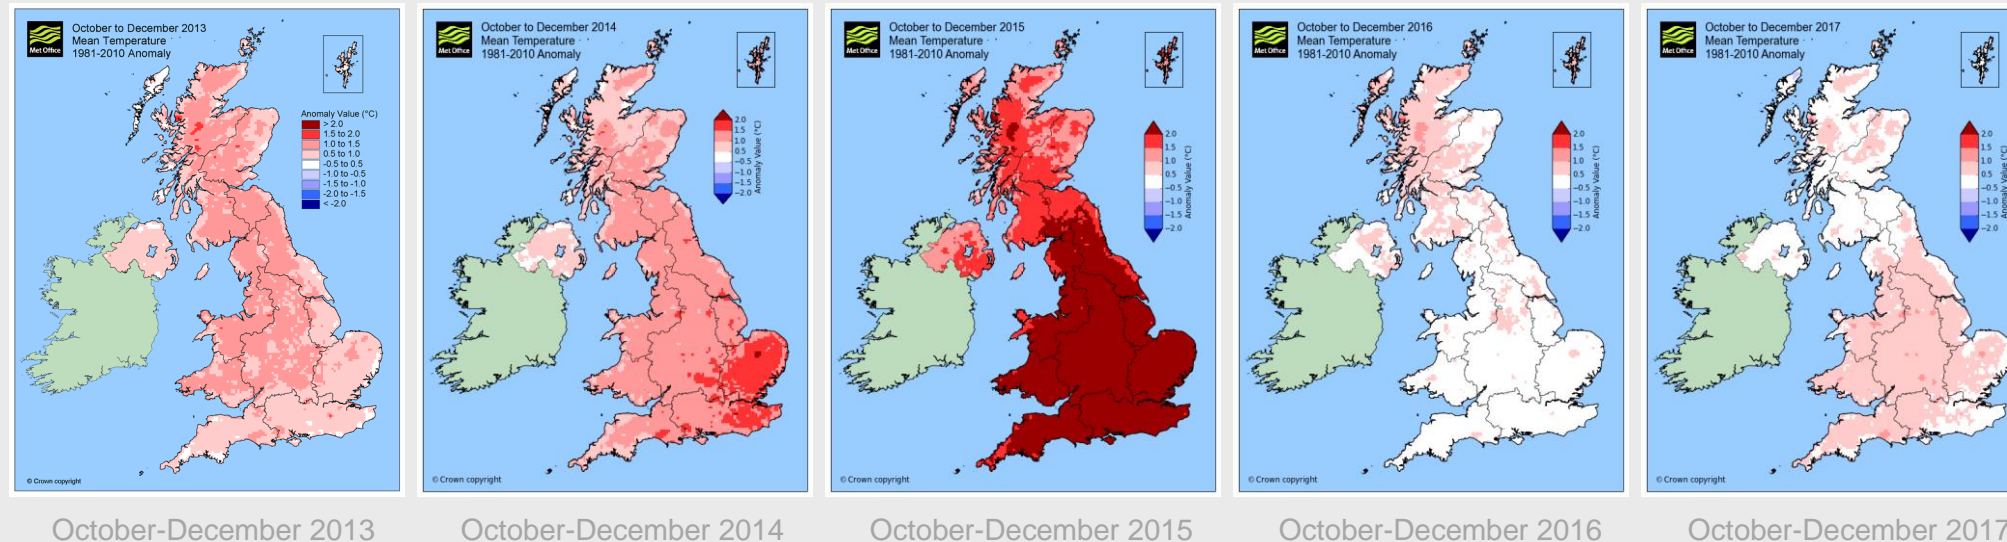 Met Office
October to December 2013
Mean Temperature
1981-2010 Anomaly
Anomaly Value (°C)
> 2.0
1.5 to 2.0
1.0 to 1.5
0.5 to 1.0
-0.5 to 0.5
-1.0 to -0.5
-1.5 to -1.0
-2.0 to -1.5
< -2.0
© Crown copyright
Met Office
October to December 2014
Mean Temperature
1981-2010 Anomaly
2.0
1.5
1.0
0.5
−0.5
−1.0
−1.5
−2.0
Anomaly Value (°C)
© Crown copyright
Met Office
October to December 2015
Mean Temperature
1981-2010 Anomaly
2.0
1.5
1.0
0.5
−0.5
−1.0
−1.5
−2.0
Anomaly Value (°C)
© Crown copyright
Met Office
October to December 2016
Mean Temperature
1981-2010 Anomaly
2.0
1.5
1.0
0.5
−0.5
−1.0
−1.5
−2.0
Anomaly Value (°C)
© Crown copyright
Met Office
October to December 2017
Mean Temperature
1981-2010 Anomaly
2.0
1.5
1.0
0.5
−0.5
−1.0
−1.5
−2.0
Anomaly Value (°C)
© Crown copyright
October-December 2013
October-December 2014
October-December 2015
October-December 2016
October-December 2017